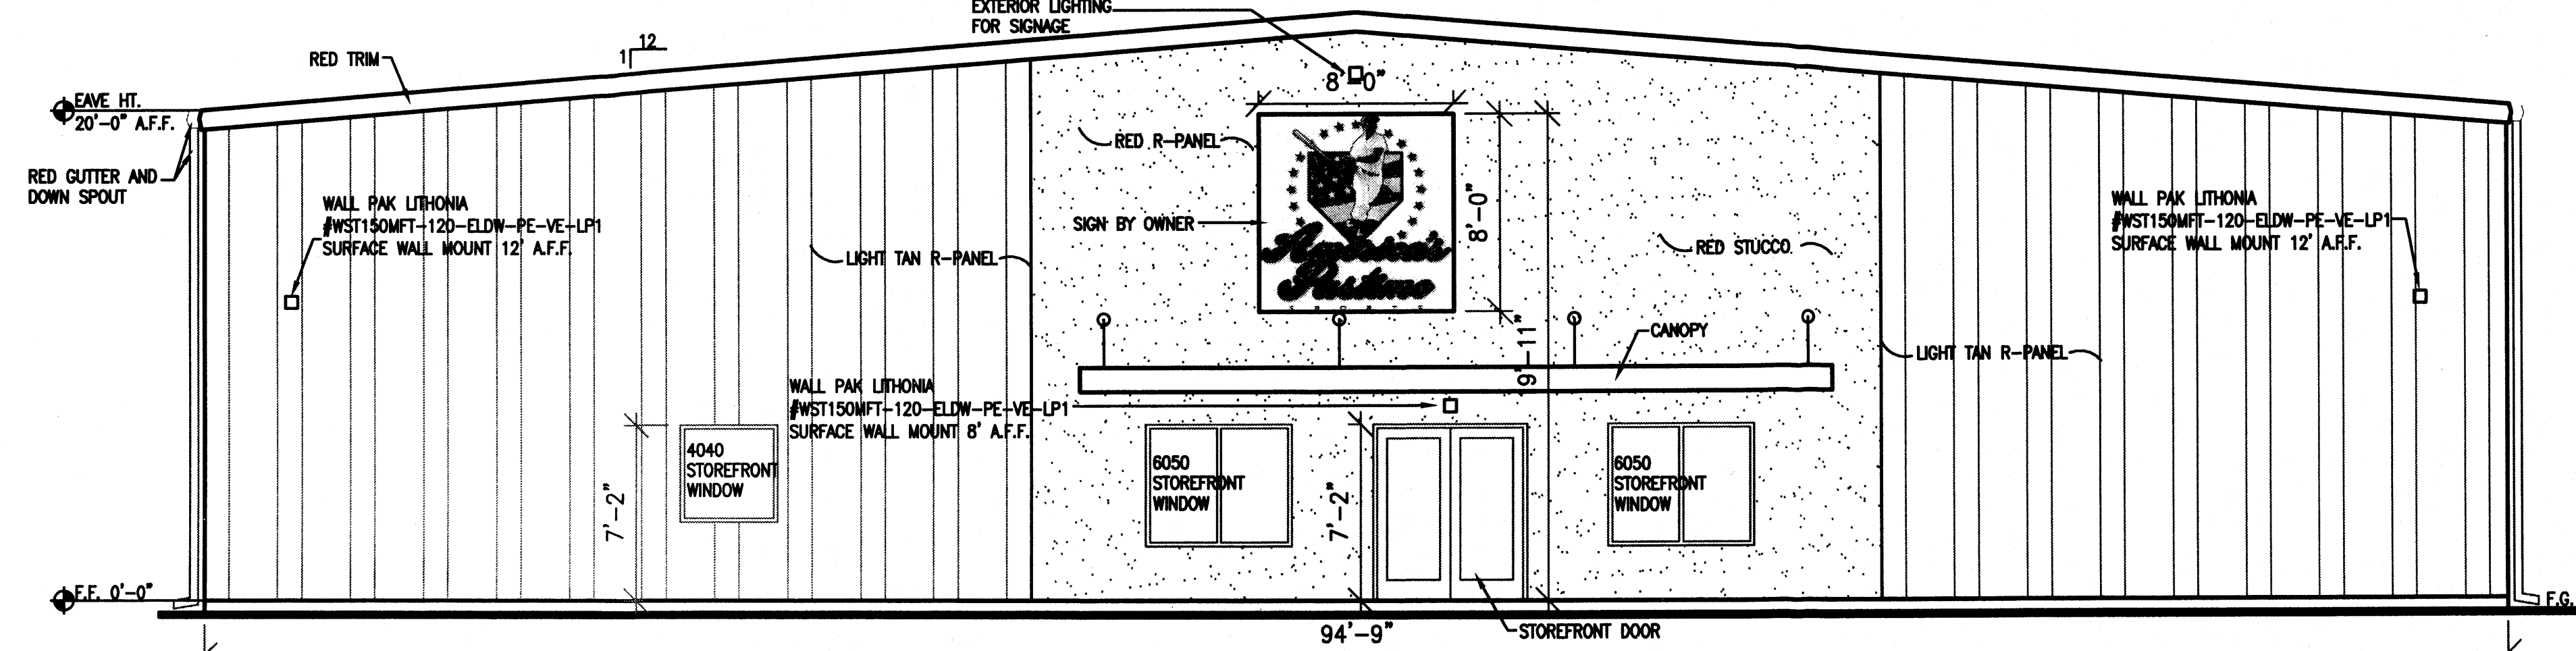 EXTERIOR LIGHTING
FOR SIGNAGE
12
1
RED TRIM
8'-0"
EAVE HT.
20'-0" A.F.F.
RED R-PANEL
RED GUTTER AND
DOWN SPOUT
WALL PAK LITHONIA
#WST150MFT-120-ELDW-PE-VE-LP1
SURFACE WALL MOUNT 12' A.F.F.
SIGN BY OWNER
8'-0"
LIGHT TAN R-PANEL
RED STUCCO
WALL PAK LITHONIA
#WST150MFT-120-ELDW-PE-VE-LP1
SURFACE WALL MOUNT 12' A.F.F.
CANOPY
LIGHT TAN R-PANEL
9'-11"
WALL PAK LITHONIA
#WST150MFT-120-ELDW-PE-VE-LP1
SURFACE WALL MOUNT 8' A.F.F.
7'-2"
4040
STOREFRONT
WINDOW
6050
STOREFRONT
WINDOW
7'-2"
6050
STOREFRONT
WINDOW
F.F. 0'-0"
F.G.
94'-9"
STOREFRONT DOOR